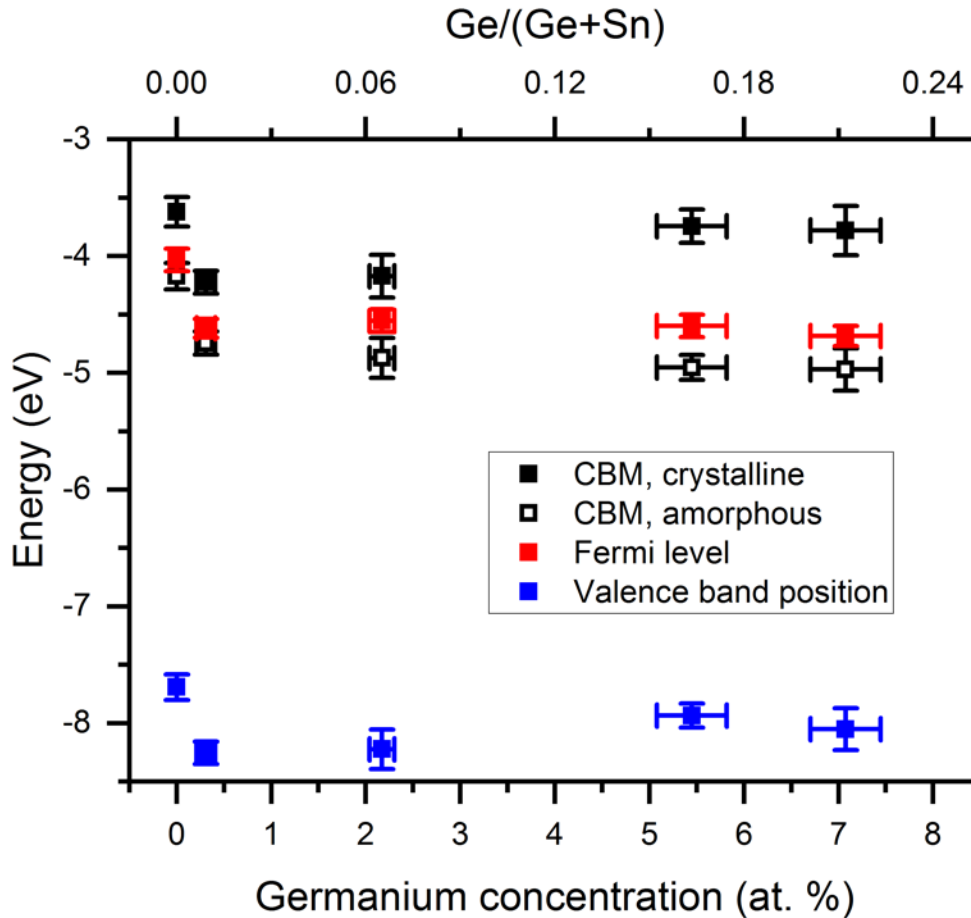 Ge/(Ge+Sn)
0.00 0.06 0.12 0.18 0.24
-3
-4
-5
-6
-7
-8
Energy (eV)
CBM, crystalline
CBM, amorphous
Fermi level
Valence band position
0 1 2 3 4 5 6 7 8
Germanium concentration (at. %)